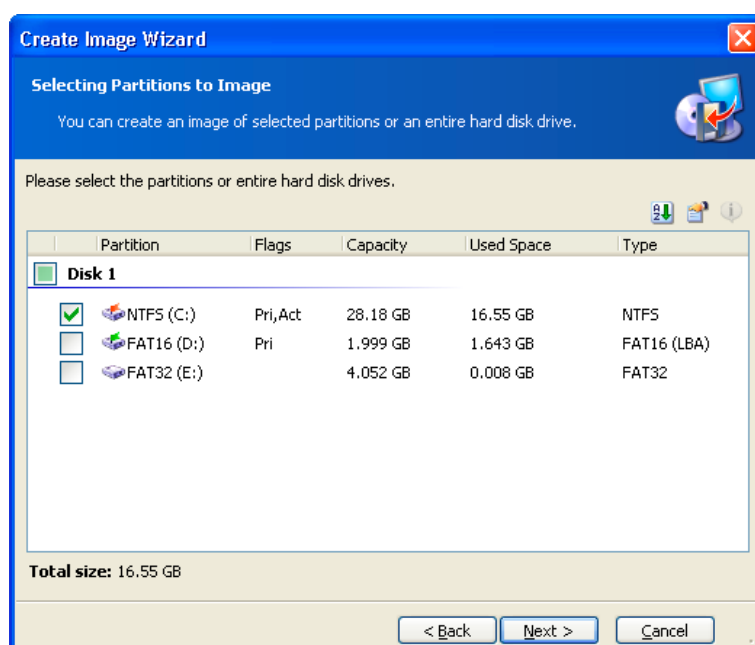 Create Image Wizard
Selecting Partitions to Image
You can create an image of selected partitions or an entire hard disk drive.
Please select the partitions or entire hard disk drives.
Partition Flags Capacity Used Space Type
Disk 1
NTFS (C:) Pri,Act 28.18 GB 16.55 GB NTFS
FAT16 (D:) Pri 1.999 GB 1.643 GB FAT16 (LBA)
FAT32 (E:) 4.052 GB 0.008 GB FAT32
Total size: 16.55 GB
< Back Next > Cancel